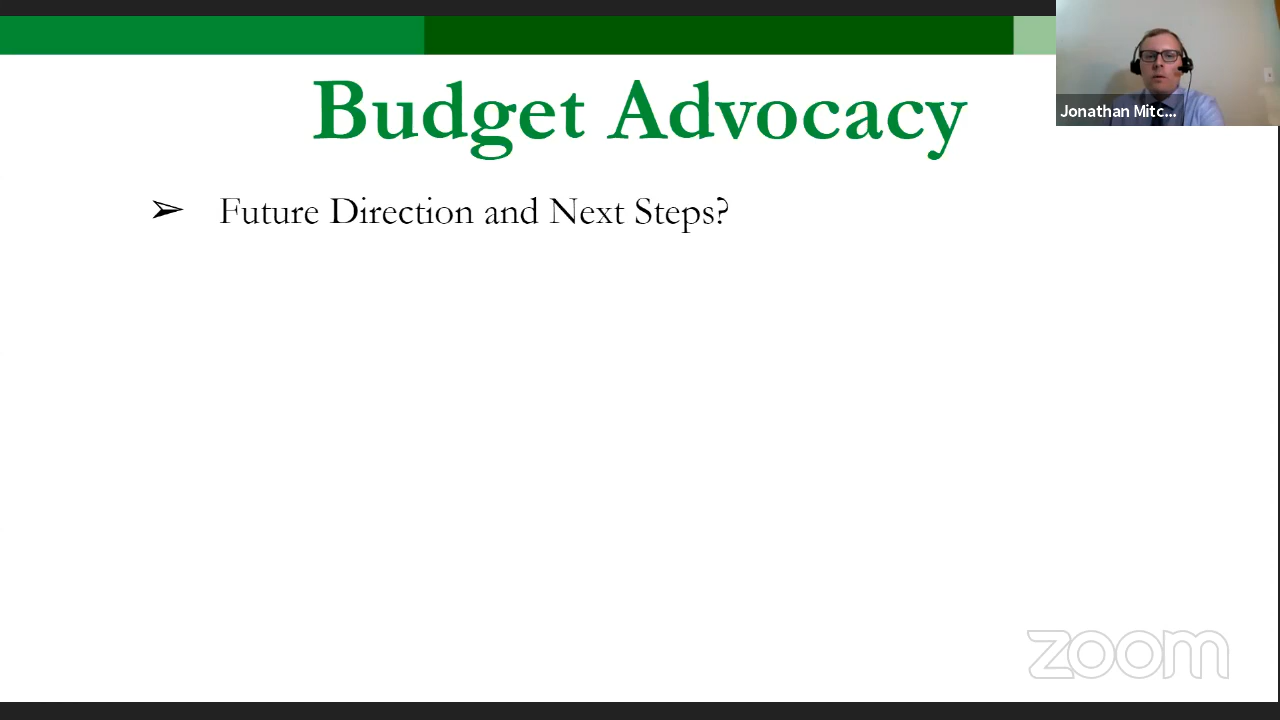 Budget Advocacy
Jonathan Mitc...
➢ Future Direction and Next Steps?
zoom